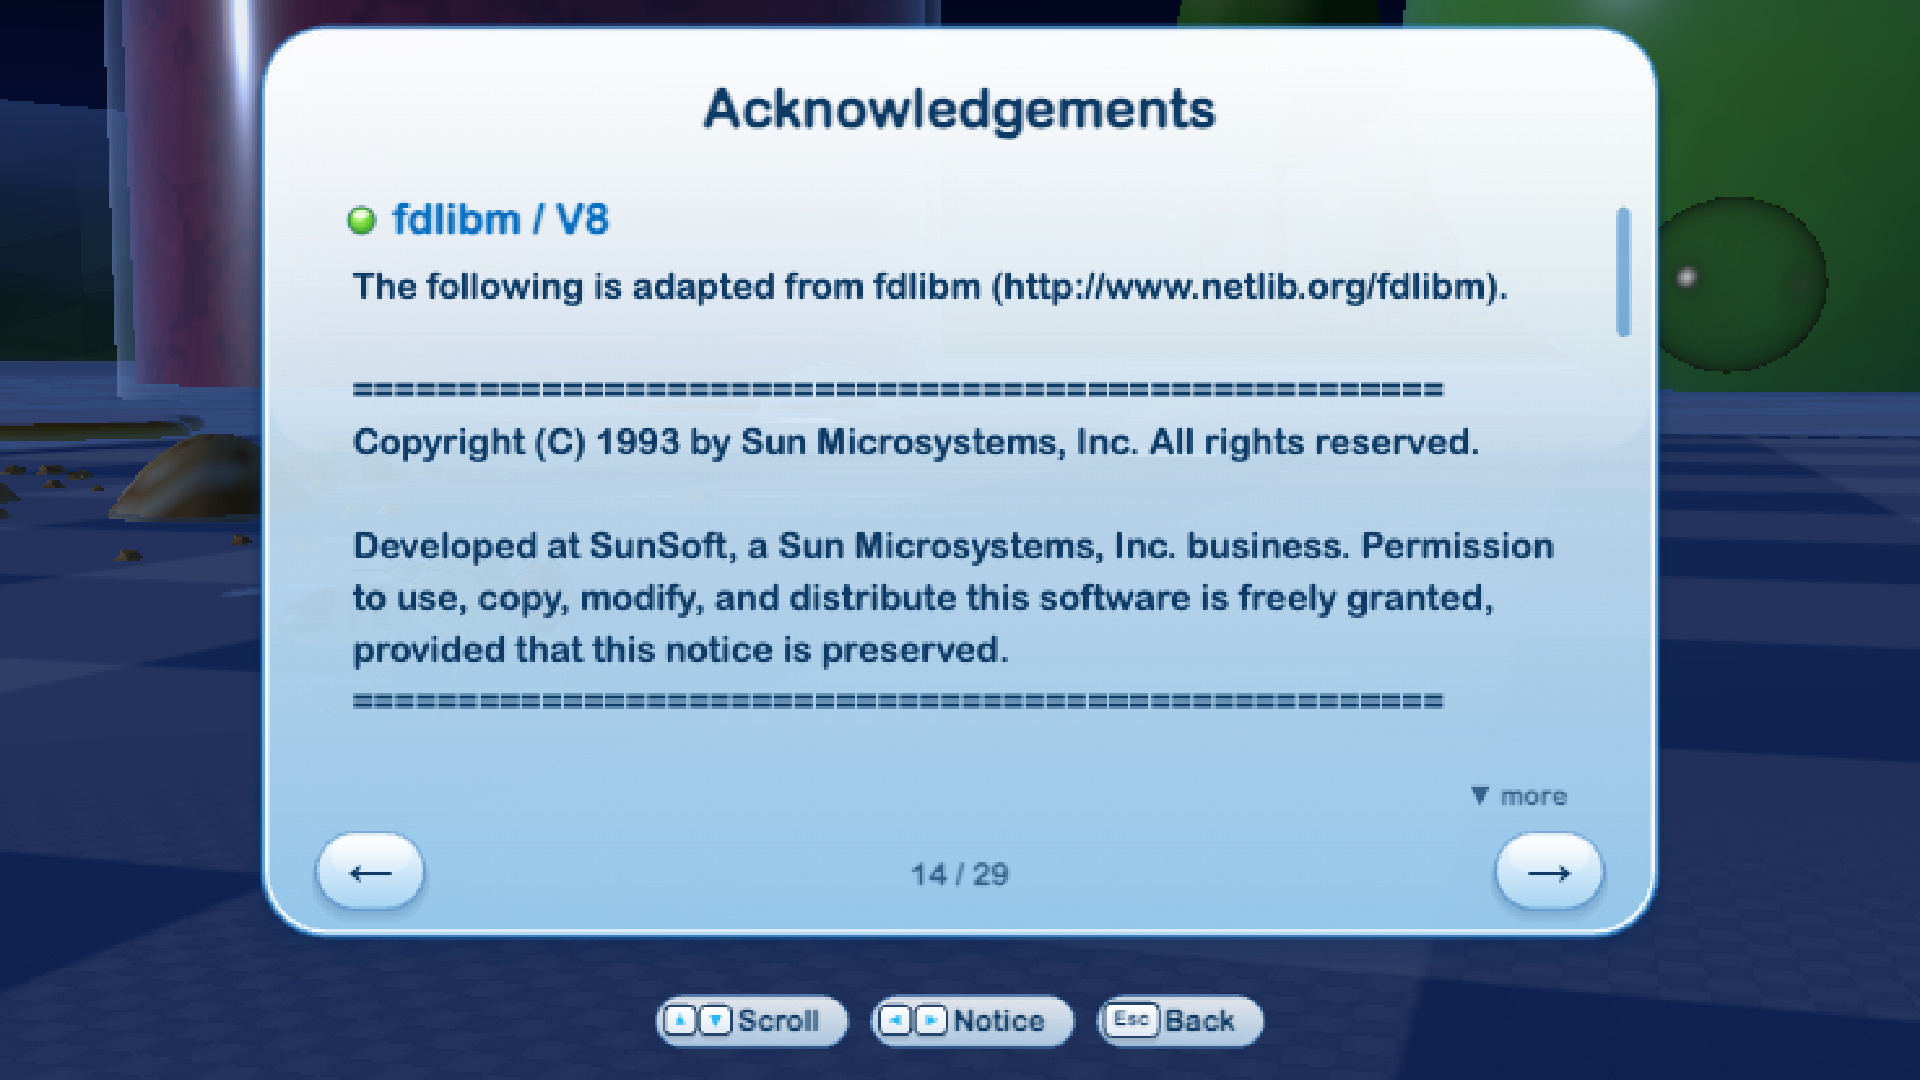 Acknowledgements
fdlibm / V8
The following is adapted from fdlibm (http://www.netlib.org/fdlibm).
====================================================
Copyright (C) 1993 by Sun Microsystems, Inc. All rights reserved.
Developed at SunSoft, a Sun Microsystems, Inc. business. Permission
to use, copy, modify, and distribute this software is freely granted,
provided that this notice is preserved.
====================================================
▼ more
← 14 / 29 →
▲ ▼ Scroll ◄ ► Notice Esc Back